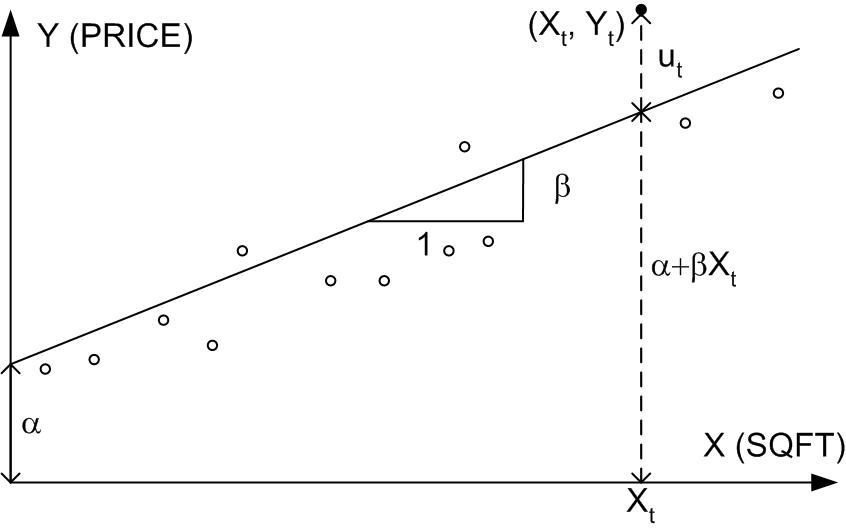 Y (PRICE)
(Xt, Yt)
ut
β
1
α+βXt
α
X (SQFT)
Xt